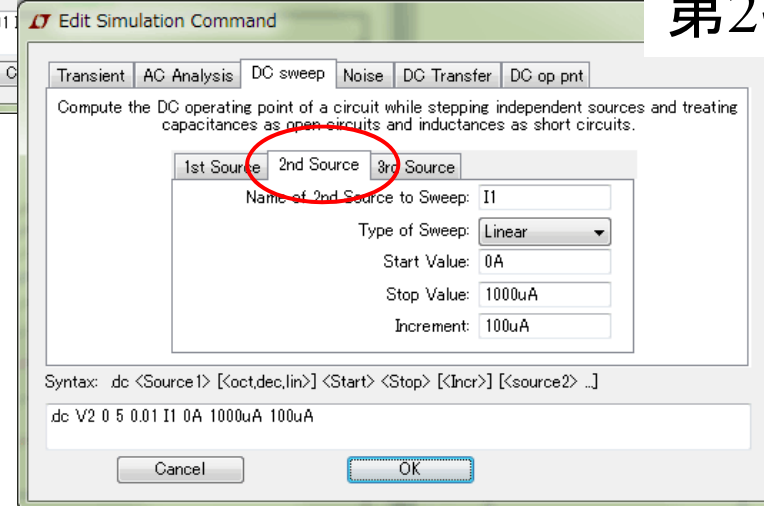 第2
Edit Simulation Command
Transient AC Analysis DC sweep Noise DC Transfer DC op pnt
Compute the DC operating point of a circuit while stepping independent sources and treating
capacitances as open circuits and inductances as short circuits.
1st Source 2nd Source 3rd Source
Name of 2nd Source to Sweep: I1
Type of Sweep: Linear
Start Value: 0A
Stop Value: 1000uA
Increment: 100uA
Syntax: .dc <Source1> [<oct,dec,lin>] <Start> <Stop> [<Incr>] [<source2> ...]
.dc V2 0 5 0.01 I1 0A 1000uA 100uA
Cancel OK